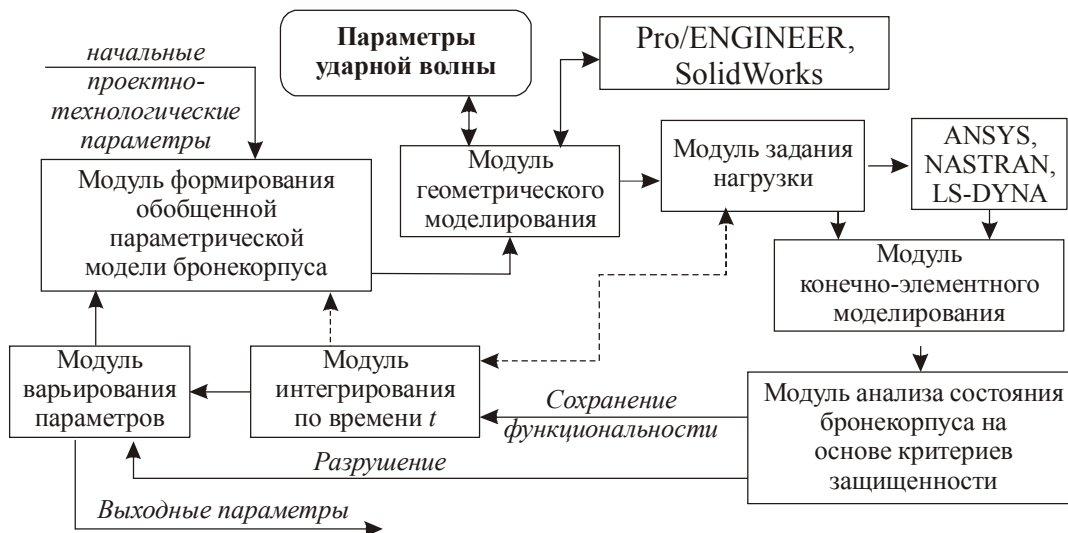 начальные
проектно-
технологические
параметры
Параметры
ударной волны
Pro/ENGINEER,
SolidWorks
Модуль формирования
обобщенной
параметрической
модели бронекорпуса
Модуль
геометрического
моделирования
Модуль задания
нагрузки
ANSYS,
NASTRAN,
LS-DYNA
Модуль
конечно-элементного
моделирования
Модуль
варьирования
параметров
Модуль
интегрирования
по времени t
Сохранение
функциональности
Модуль анализа состояния
бронекорпуса на
основе критериев
защищенности
Разрушение
Выходные параметры